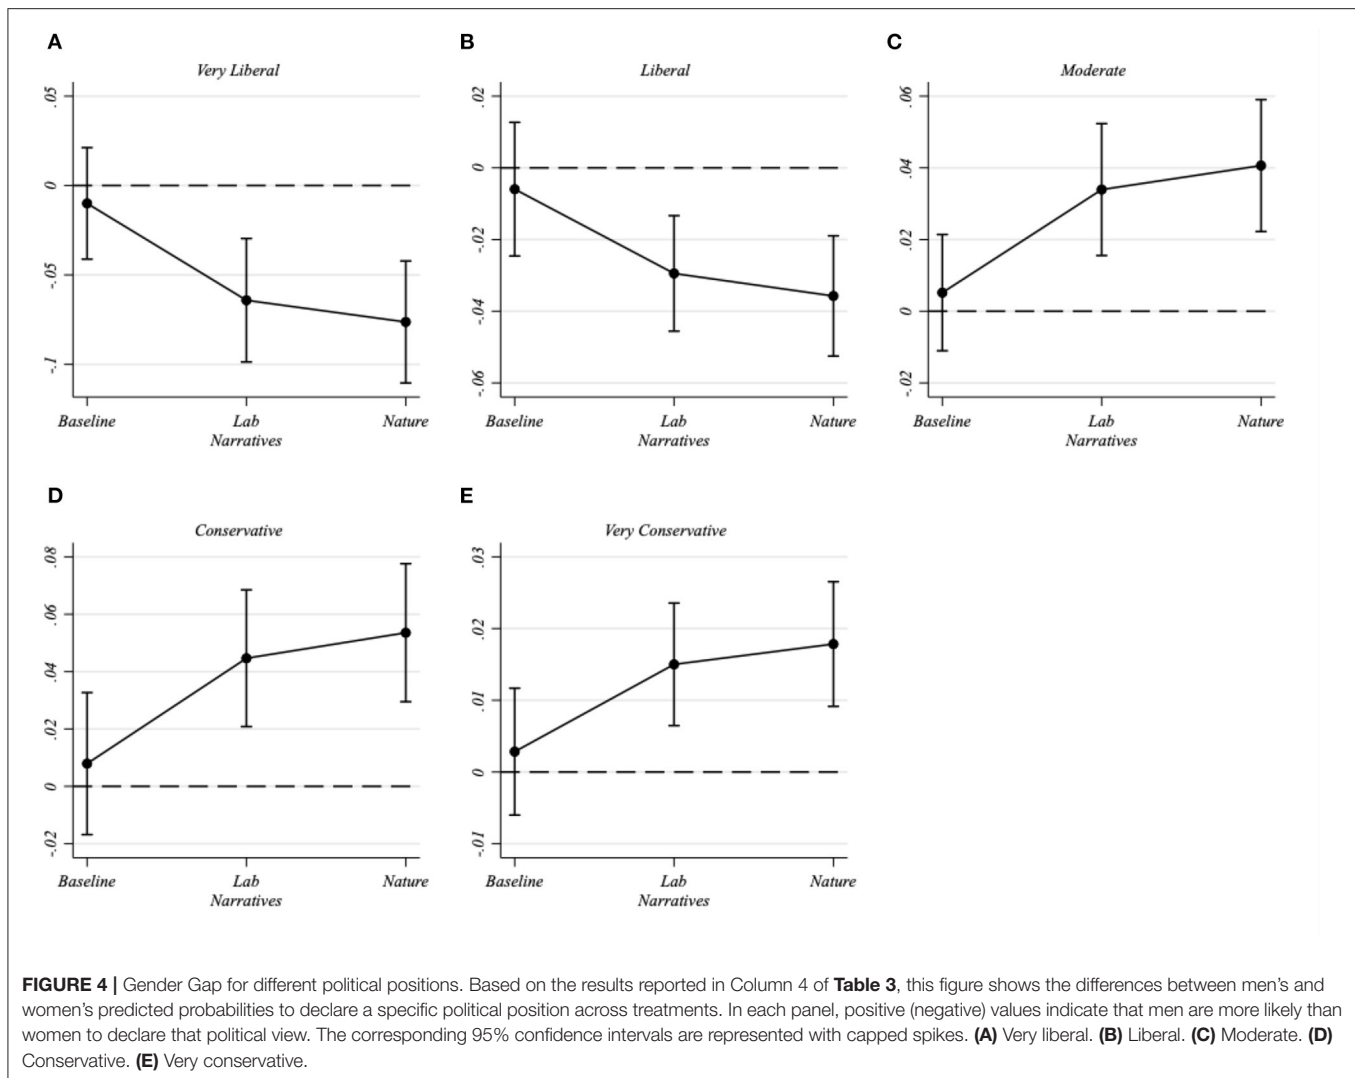 A
Very Liberal
.05
0
-.05
-.1
Baseline
Lab
Nature
Narratives
B
Liberal
.02
0
-.02
-.04
-.06
Baseline
Lab
Nature
Narratives
C
Moderate
.06
.04
.02
0
-.02
Baseline
Lab
Nature
Narratives
D
Conservative
.08
.06
.04
.02
0
-.02
Baseline
Lab
Nature
Narratives
E
Very Conservative
.03
.02
.01
0
-.01
Baseline
Lab
Nature
Narratives
FIGURE 4 | Gender Gap for different political positions. Based on the results reported in Column 4 of Table 3, this figure shows the differences between men's and
women's predicted probabilities to declare a specific political position across treatments. In each panel, positive (negative) values indicate that men are more likely than
women to declare that political view. The corresponding 95% confidence intervals are represented with capped spikes. (A) Very liberal. (B) Liberal. (C) Moderate. (D)
Conservative. (E) Very conservative.